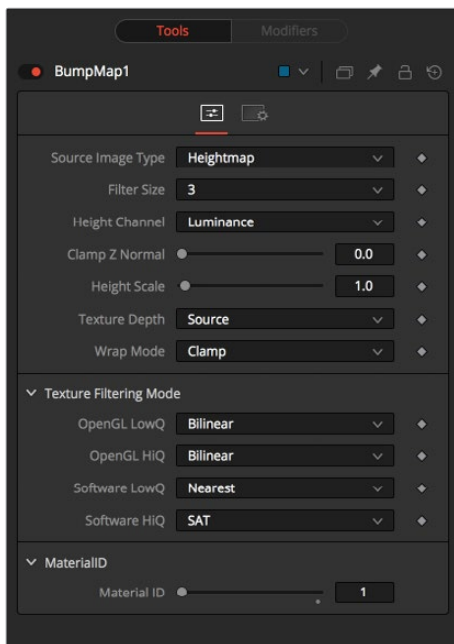 Tools Modifiers
BumpMap1
Source Image Type Heightmap
Filter Size 3
Height Channel Luminance
Clamp Z Normal 0.0
Height Scale 1.0
Texture Depth Source
Wrap Mode Clamp
Texture Filtering Mode
OpenGL LowQ Bilinear
OpenGL HiQ Bilinear
Software LowQ Nearest
Software HiQ SAT
MaterialID
Material ID 1